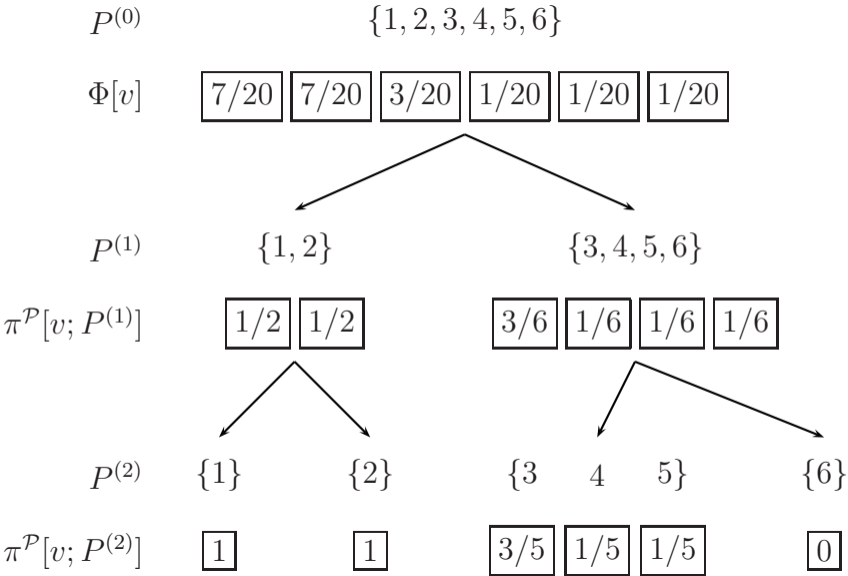 P^(0) {1, 2, 3, 4, 5, 6}
Φ[v] 7/20 7/20 3/20 1/20 1/20 1/20
P^(1) {1, 2} {3, 4, 5, 6}
π^𝒫[v; P^(1)] 1/2 1/2 3/6 1/6 1/6 1/6
P^(2) {1} {2} {3 4 5} {6}
π^𝒫[v; P^(2)] 1 1 3/5 1/5 1/5 0